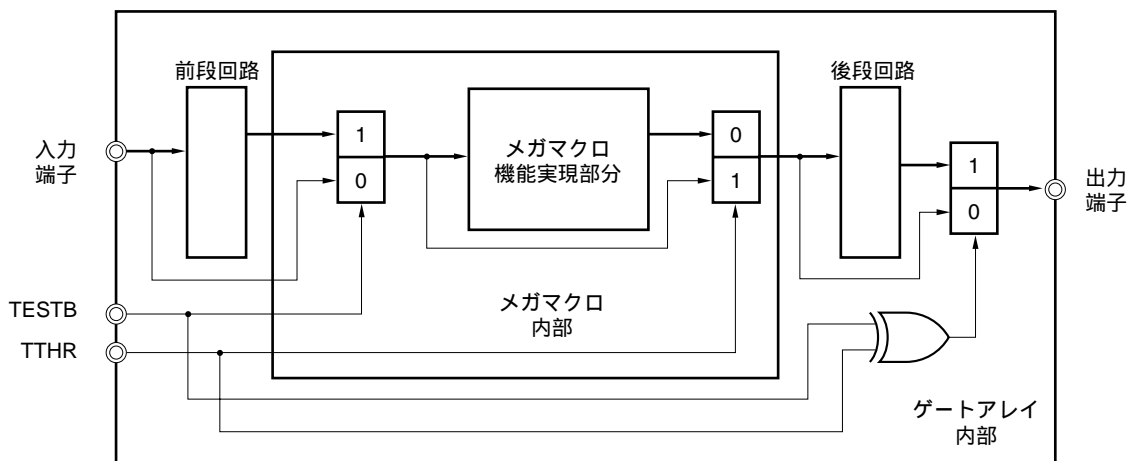 前段回路
後段回路
入力
端子
1
0
メガマクロ
機能実現部分
0
1
1
0
出力
端子
TESTB
TTHR
メガマクロ
内部
ゲートアレイ
内部